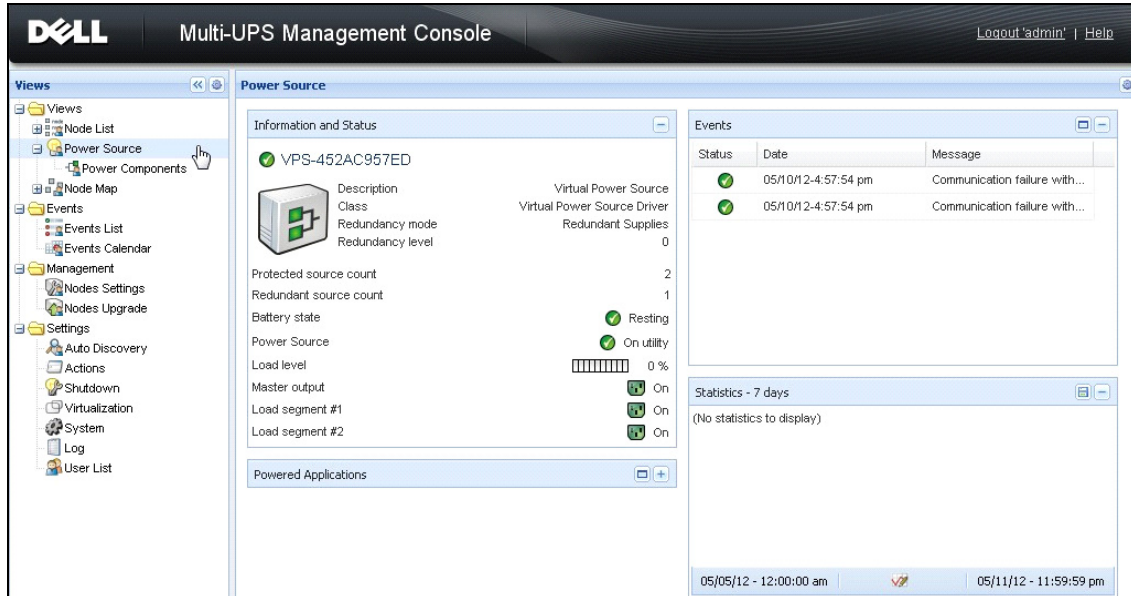 DELL
Multi-UPS Management Console
Logout 'admin' | Help
Views
Views
Node List
Power Source
Power Components
Node Map
Events
Events List
Events Calendar
Management
Nodes Settings
Nodes Upgrade
Settings
Auto Discovery
Actions
Shutdown
Virtualization
System
Log
User List
Power Source
Information and Status
VPS-452AC957ED
Description Virtual Power Source
Class Virtual Power Source Driver
Redundancy mode Redundant Supplies
Redundancy level 0
Protected source count 2
Redundant source count 1
Battery state Resting
Power Source On utility
Load level 0 %
Master output On
Load segment #1 On
Load segment #2 On
Powered Applications
Events
Status Date Message
05/10/12-4:57:54 pm Communication failure with...
05/10/12-4:57:54 pm Communication failure with...
Statistics - 7 days
(No statistics to display)
05/05/12 - 12:00:00 am 05/11/12 - 11:59:59 pm